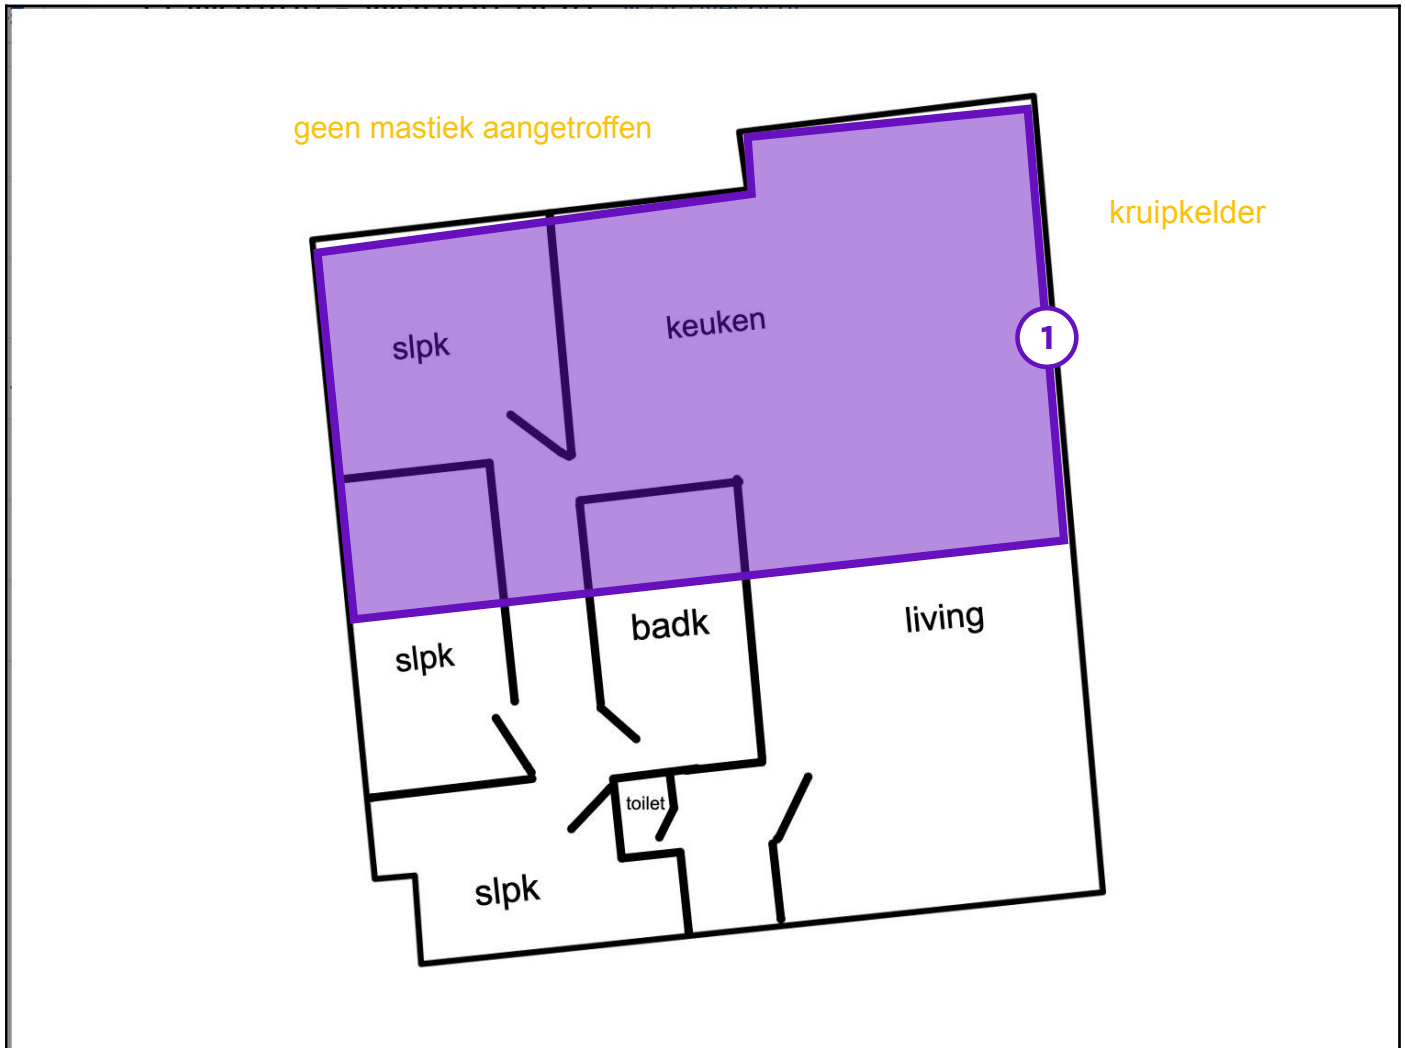 geen mastiek aangetroffen
kruipkelder
slpk
keuken
1
slpk
badk
living
toilet
slpk